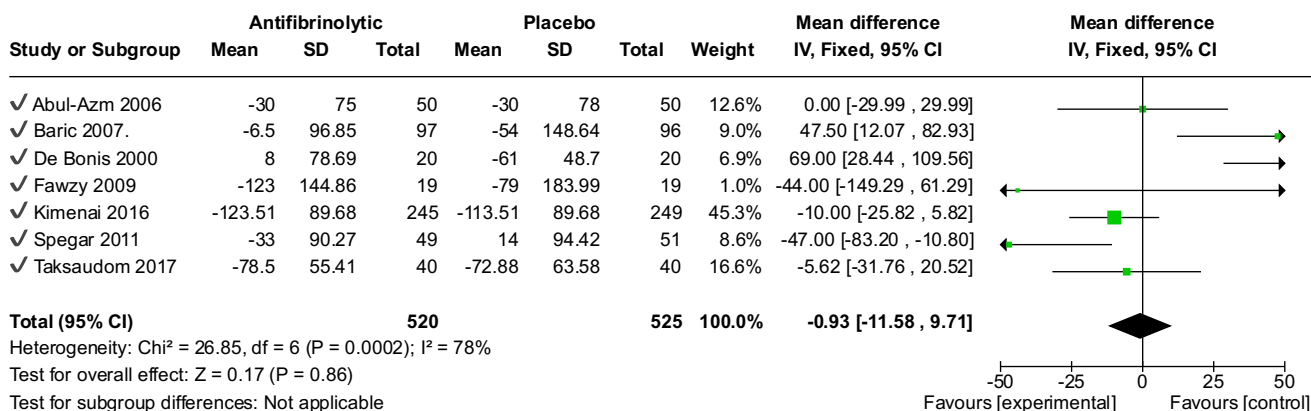 Antifibrinolytic Placebo Mean difference Mean difference
Study or Subgroup Mean SD Total Mean SD Total Weight IV, Fixed, 95% CI IV, Fixed, 95% CI
✓ Abul-Azm 2006 -30 75 50 -30 78 50 12.6% 0.00 [-29.99 , 29.99]
✓ Baric 2007. -6.5 96.85 97 -54 148.64 96 9.0% 47.50 [12.07 , 82.93]
✓ De Bonis 2000 8 78.69 20 -61 48.7 20 6.9% 69.00 [28.44 , 109.56]
✓ Fawzy 2009 -123 144.86 19 -79 183.99 19 1.0% -44.00 [-149.29 , 61.29]
✓ Kimenai 2016 -123.51 89.68 245 -113.51 89.68 249 45.3% -10.00 [-25.82 , 5.82]
✓ Spegar 2011 -33 90.27 49 14 94.42 51 8.6% -47.00 [-83.20 , -10.80]
✓ Taksaudom 2017 -78.5 55.41 40 -72.88 63.58 40 16.6% -5.62 [-31.76 , 20.52]
Total (95% CI) 520 525 100.0% -0.93 [-11.58 , 9.71]
Heterogeneity: Chi² = 26.85, df = 6 (P = 0.0002); I² = 78%
Test for overall effect: Z = 0.17 (P = 0.86)
Test for subgroup differences: Not applicable
-50 -25 0 25 50
Favours [experimental] Favours [control]